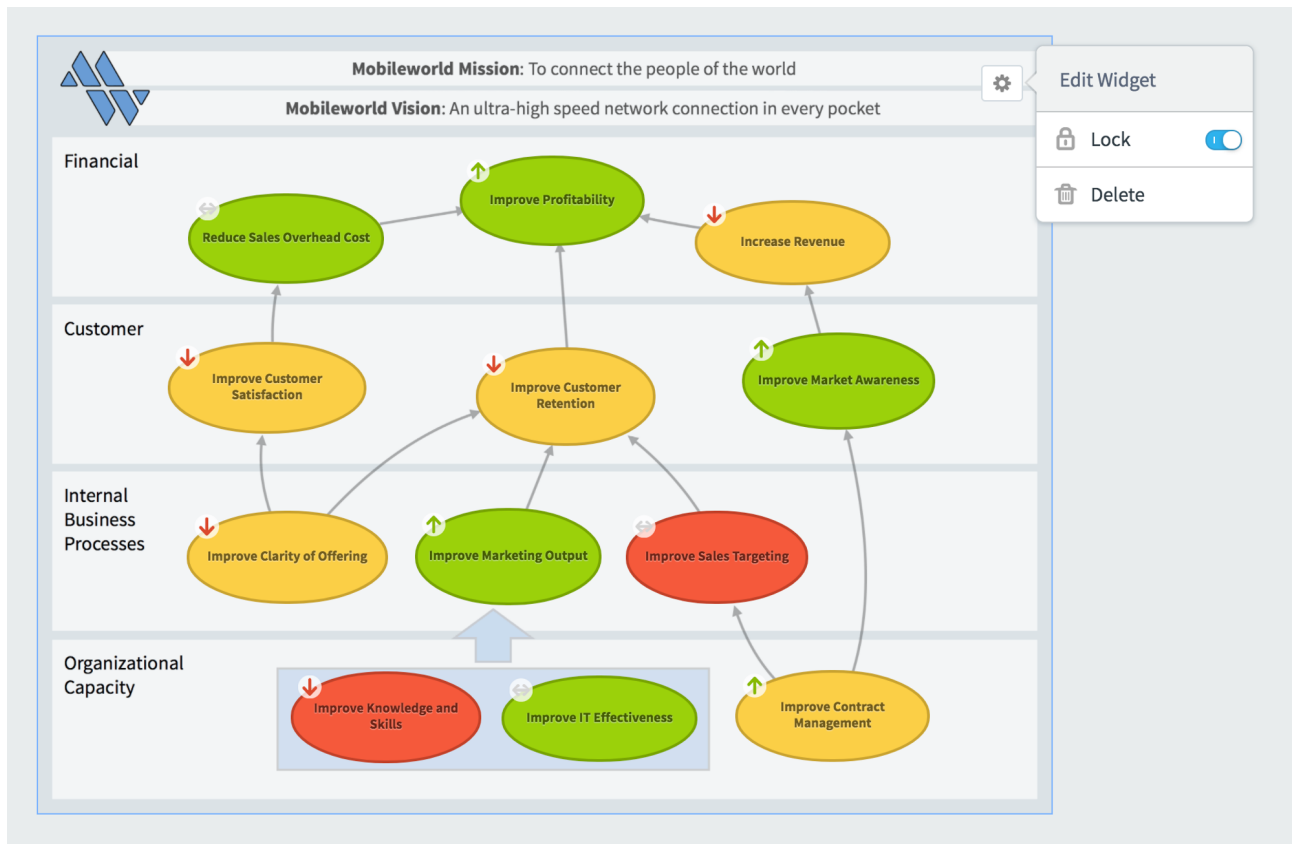 Mobileworld Mission: To connect the people of the world
Mobileworld Vision: An ultra-high speed network connection in every pocket
Edit Widget
Lock
Delete
Financial
Improve Profitability
Reduce Sales Overhead Cost
Increase Revenue
Customer
Improve Customer
Satisfaction
Improve Customer
Retention
Improve Market Awareness
Internal
Business
Processes
Improve Clarity of Offering
Improve Marketing Output
Improve Sales Targeting
Organizational
Capacity
Improve Knowledge and
Skills
Improve IT Effectiveness
Improve Contract
Management